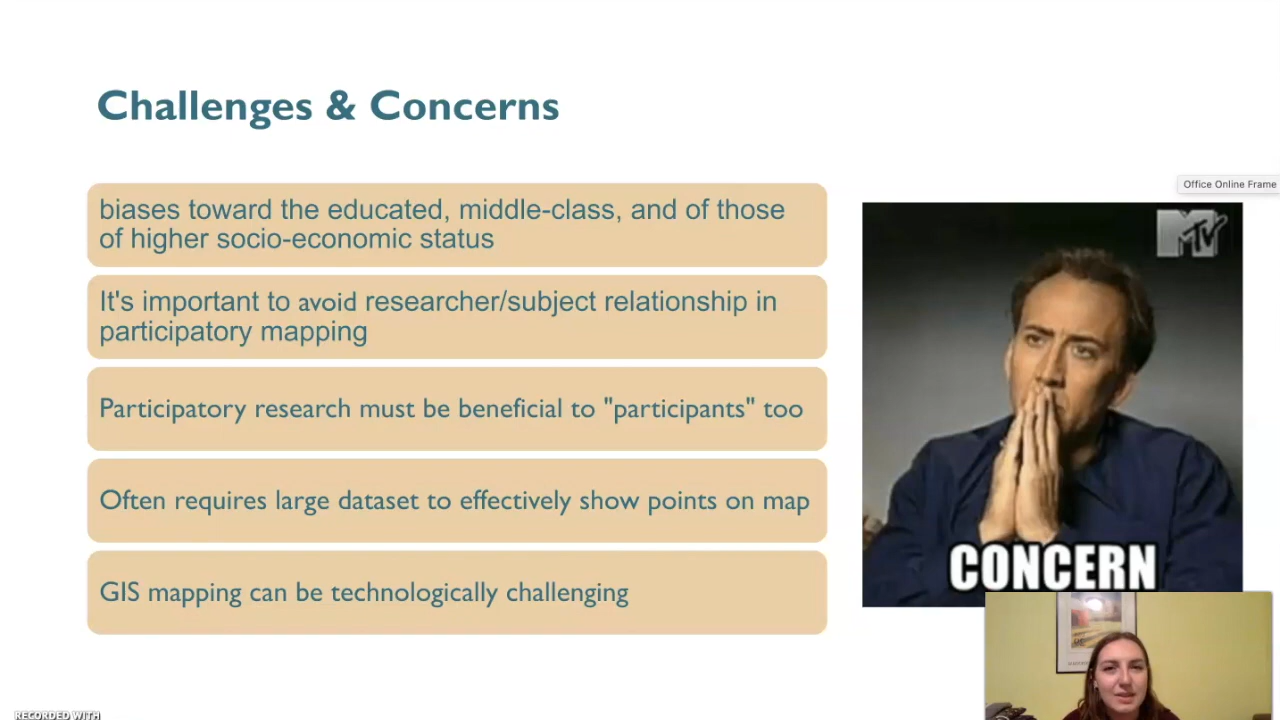 Challenges & Concerns
biases toward the educated, middle-class, and of those
of higher socio-economic status
It's important to avoid researcher/subject relationship in
participatory mapping
Participatory research must be beneficial to "participants" too
Often requires large dataset to effectively show points on map
GIS mapping can be technologically challenging
Office Online Frame
MTV
CONCERN
RECORDED WITH